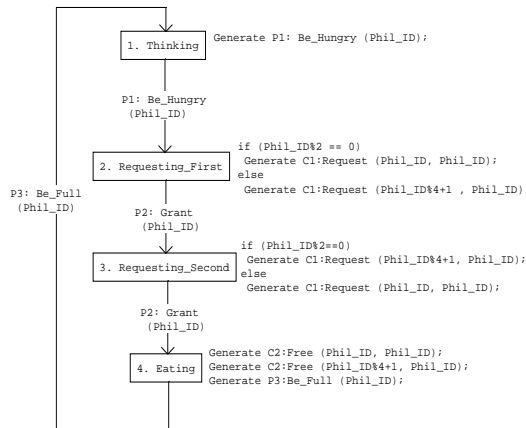 1. Thinking
Generate P1: Be_Hungry (Phil_ID);
P1: Be_Hungry
(Phil_ID)
2. Requesting_First
if (Phil_ID%2 == 0)
Generate C1:Request (Phil_ID, Phil_ID);
else
Generate C1:Request (Phil_ID%4+1 , Phil_ID)
P3: Be_Full
(Phil_ID)
P2: Grant
(Phil_ID)
3. Requesting_Second
if (Phil_ID%2==0)
Generate C1:Request (Phil_ID%4+1, Phil_ID);
else
Generate C1:Request (Phil_ID, Phil_ID);
P2: Grant
(Phil_ID)
4. Eating
Generate C2:Free (Phil_ID, Phil_ID);
Generate C2:Free (Phil_ID%4+1, Phil_ID);
Generate P3:Be_Full (Phil_ID);